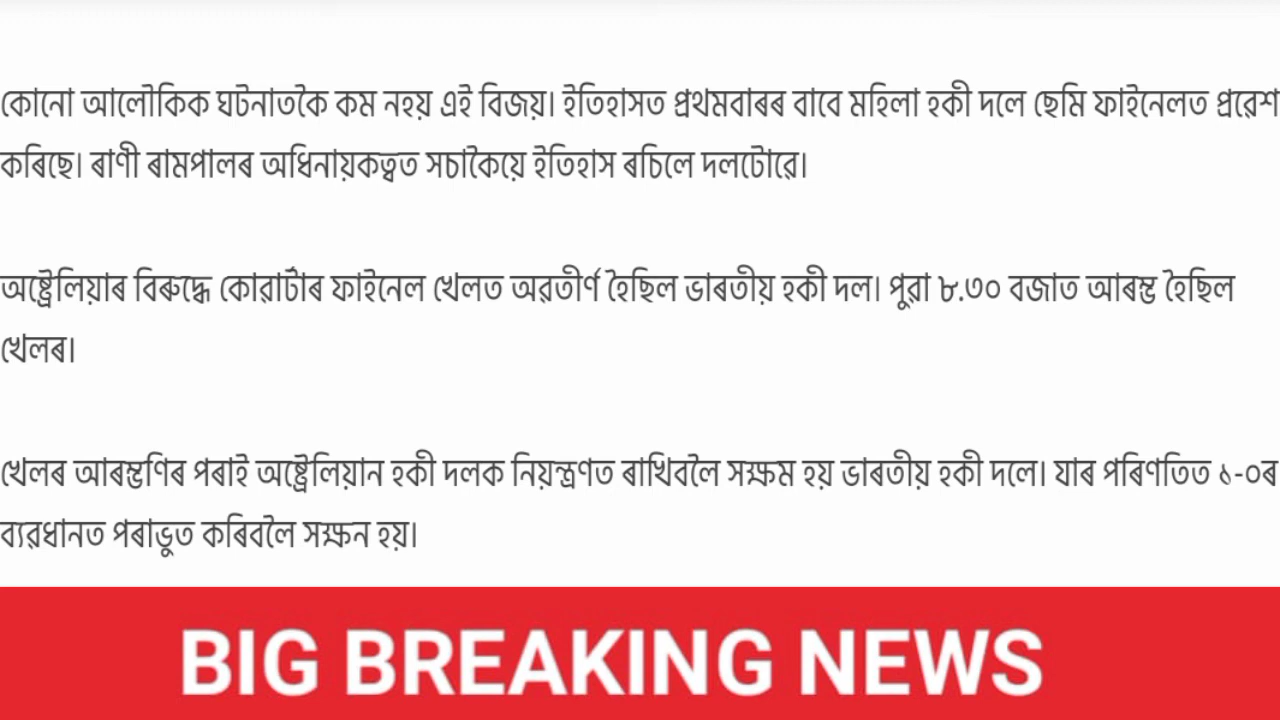 কোনো আলৌকিক ঘটনাতকৈ কম নহয় এই বিজয়। ইতিহাসত প্ৰথমবাৰৰ বাবে মহিলা হকী দলে ছেমি ফাইনেলত প্ৰৱেশ
কৰিছে। ৰাণী ৰামপালৰ অধিনায়কত্বত সচাকৈয়ে ইতিহাস ৰচিলে দলটোৱে।
অষ্ট্ৰেলিয়াৰ বিৰুদ্ধে কোৱাৰ্টাৰ ফাইনেল খেলত অৱতীৰ্ণ হৈছিল ভাৰতীয় হকী দল। পুৱা ৮.৩০ বজাত আৰম্ভ হৈছিল
খেলৰ।
খেলৰ আৰম্ভণিৰ পৰাই অষ্ট্ৰেলিয়ান হকী দলক নিয়ন্ত্ৰণত ৰাখিবলৈ সক্ষম হয় ভাৰতীয় হকী দলে। যাৰ পৰিণতিত ১-০ৰ
ব্যৱধানত পৰাভুত কৰিবলৈ সক্ষন হয়।
BIG BREAKING NEWS